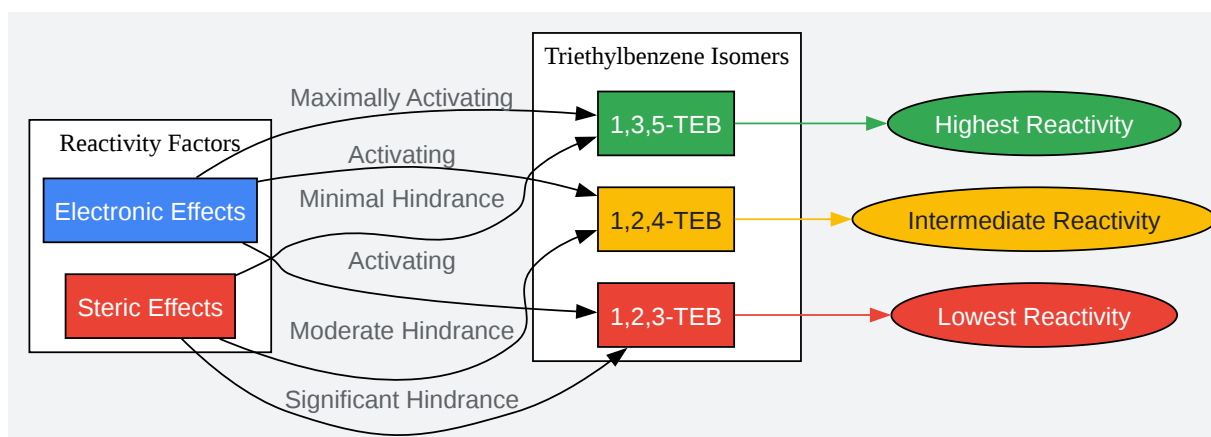 Reactivity Factors
Electronic Effects
Steric Effects
Maximally Activating
Activating
Minimal Hindrance
Activating
Moderate Hindrance
Significant Hindrance
Triethylbenzene Isomers
1,3,5-TEB
1,2,4-TEB
1,2,3-TEB
Highest Reactivity
Intermediate Reactivity
Lowest Reactivity